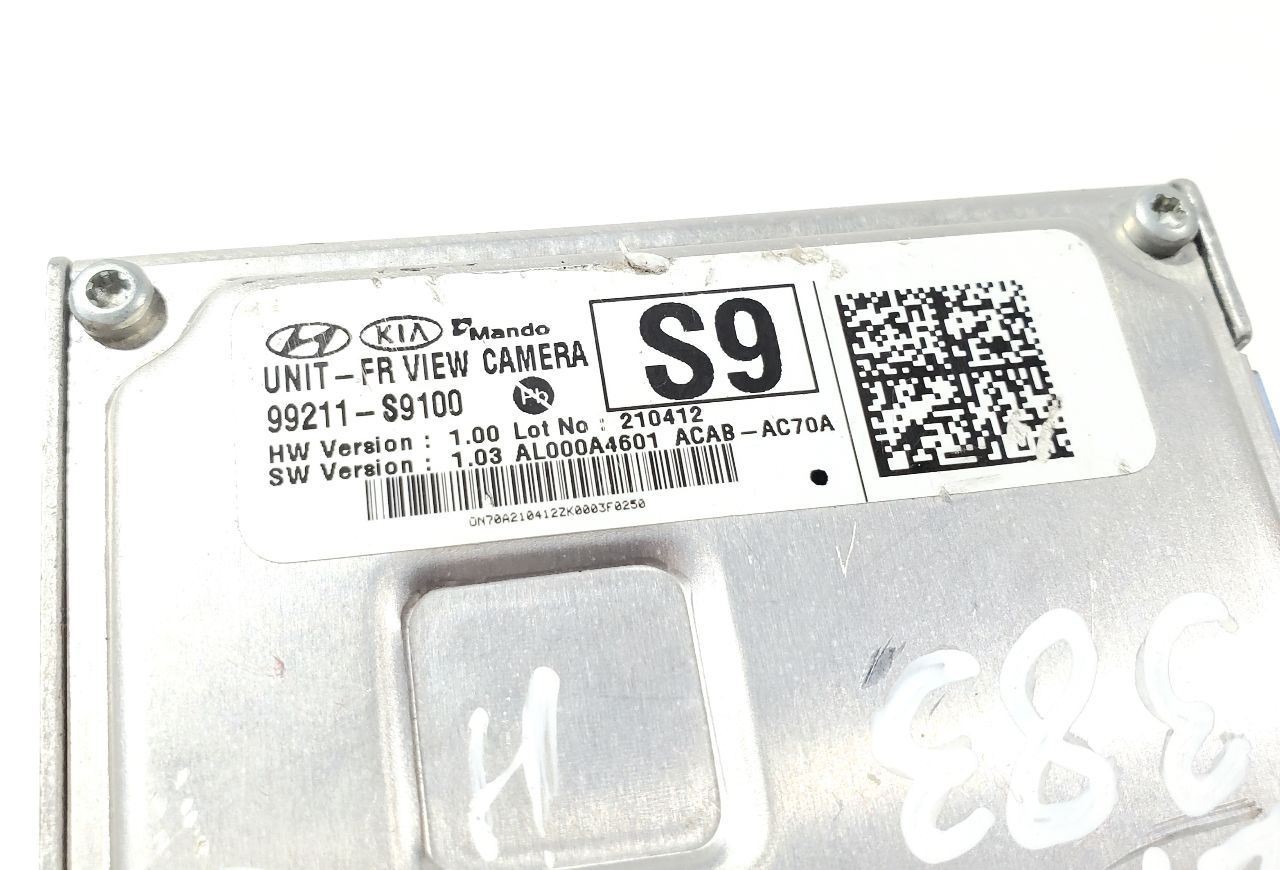 KIA Mando
UNIT-FR VIEW CAMERA
99211-S9100 Pb
S9
HW Version : 1.00 Lot No : 210412
SW Version : 1.03 AL000A4601 ACAB-AC70A
ON70A210412ZK0003F0250
H
383